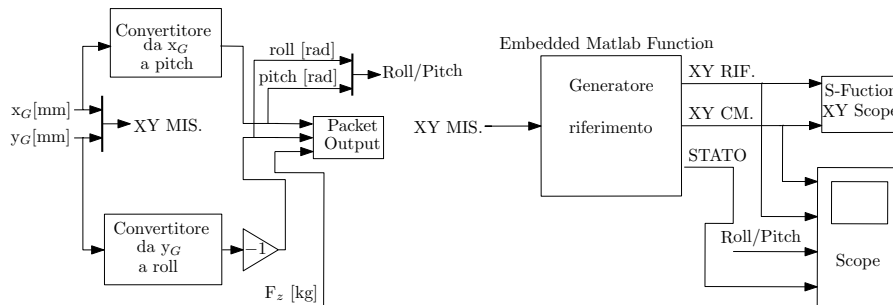 Convertitore
da x_G
a pitch
roll [rad]
pitch [rad]
Roll/Pitch
x_G[mm]
y_G[mm]
XY MIS.
Packet
Output
Convertitore
da y_G
a roll
−1
F_z [kg]
Embedded Matlab Function
Generatore
riferimento
XY MIS.
XY RIF.
XY CM.
STATO
S-Fuction
XY Scope
Roll/Pitch
Scope